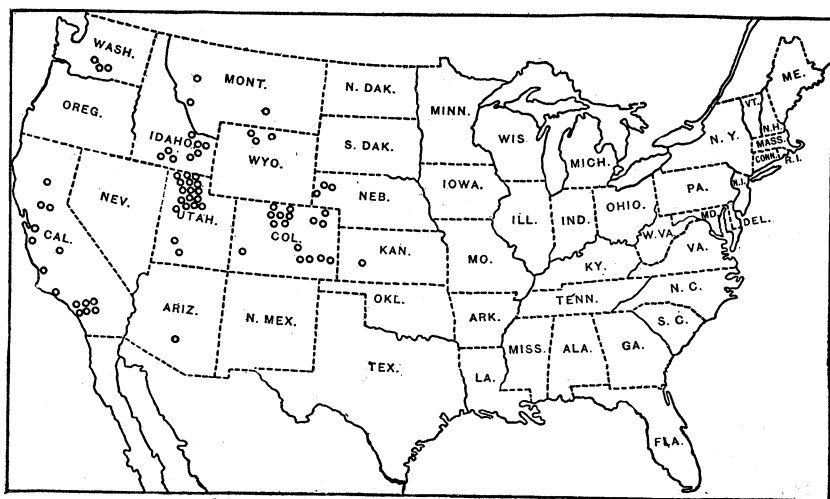 WASH.
MONT.
N. DAK.
MINN.
ME.
VT.
N.H.
OREG.
IDAHO
S. DAK.
WIS.
MICH.
N. Y.
MASS.
CONN.
R. I.
WYO.
NEB.
IOWA.
PA.
N.J.
NEV.
UTAH.
ILL.
IND.
OHIO.
MD.
DEL.
CAL.
COL.
KAN.
MO.
W. VA.
VA.
KY.
ARIZ.
N. MEX.
OKL.
ARK.
TENN.
N. C.
S. C.
TEX.
LA.
MISS.
ALA.
GA.
FLA.